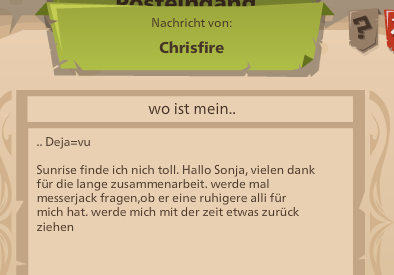 Posteingang
Nachricht von:
Chrisfire
wo ist mein..
.. Deja=vu
Sunrise finde ich nich toll. Hallo Sonja, vielen dank
für die lange zusammenarbeit. werde mal
messerjack fragen,ob er eine ruhigere alli für
mich hat. werde mich mit der zeit etwas zurück
ziehen
?